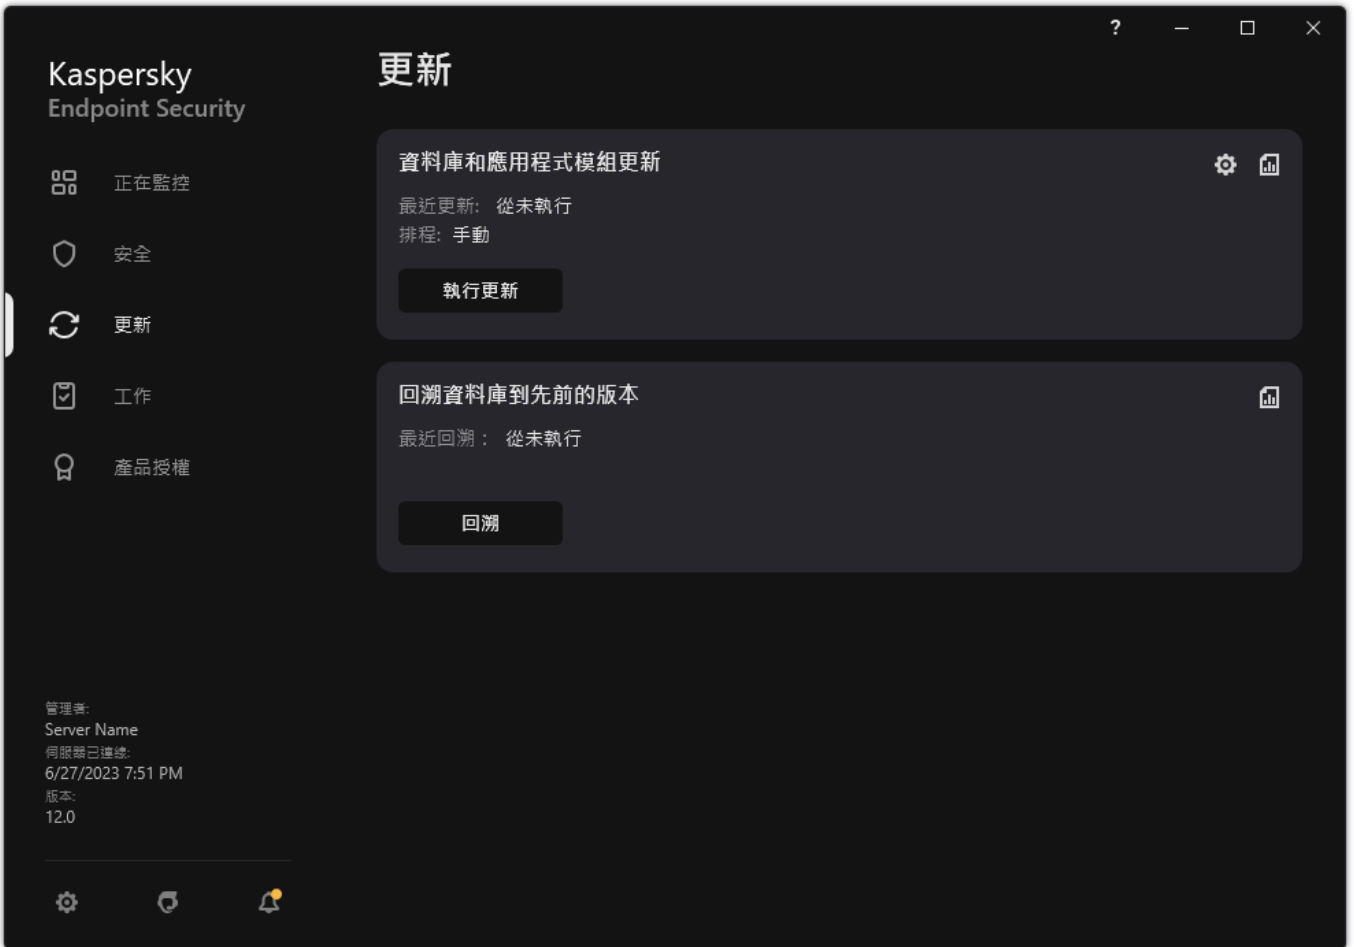 ?
Kaspersky
Endpoint Security
正在監控
安全
更新
工作
產品授權
管理者:
Server Name
伺服器已連線:
6/27/2023 7:51 PM
版本:
12.0
更新
資料庫和應用程式模組更新
最近更新: 從未執行
排程: 手動
執行更新
回溯資料庫到先前的版本
最近回溯： 從未執行
回溯